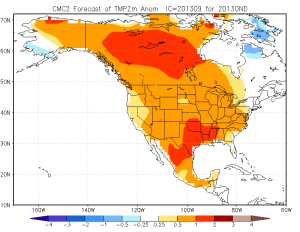 CMC2 Forecast of TMP2m Anom IC=201309 for 2013ND
70N
60N
50N
40N
30N
20N
10N
160W 140W 120W 100W 80W 60W
-4 -3 -2 -1 -0.5 -0.25 0.25 0.5 1 2 3 4